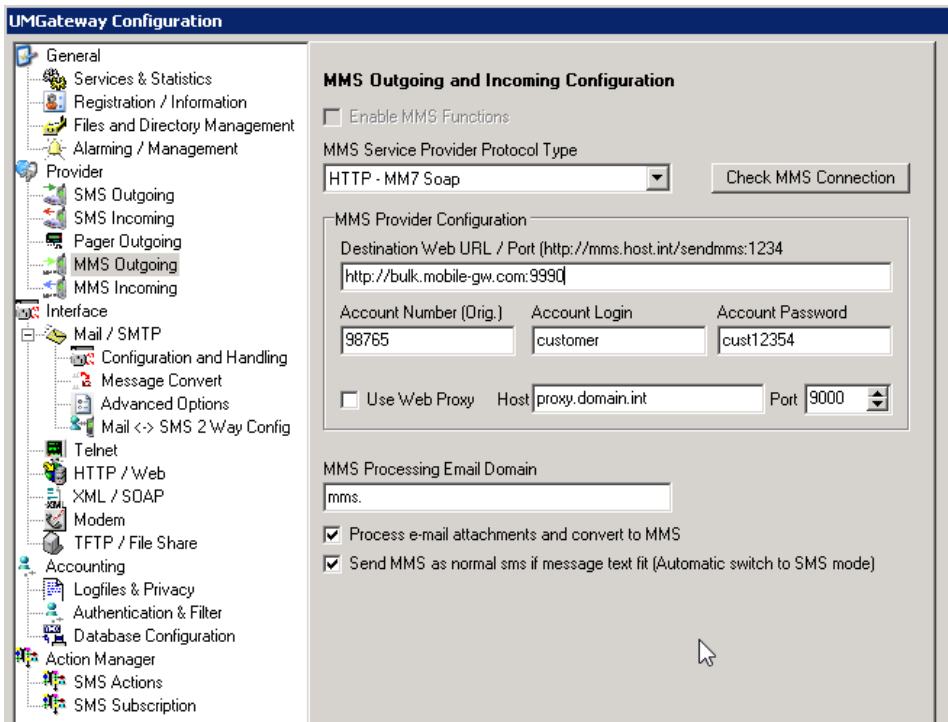 UMGateway Configuration
General
Services & Statistics
Registration / Information
Files and Directory Management
Alarming / Management
Provider
SMS Outgoing
SMS Incoming
Pager Outgoing
MMS Outgoing
MMS Incoming
Interface
Mail / SMTP
Configuration and Handling
Message Convert
Advanced Options
Mail <-> SMS 2 Way Config
Telnet
HTTP / Web
XML / SOAP
Modem
TFTP / File Share
Accounting
Logfiles & Privacy
Authentication & Filter
Database Configuration
Action Manager
SMS Actions
SMS Subscription
MMS Outgoing and Incoming Configuration
Enable MMS Functions
MMS Service Provider Protocol Type
HTTP - MM7 Soap
Check MMS Connection
MMS Provider Configuration
Destination Web URL / Port (http://mms.host.int/sendmms:1234
http://bulk.mobile-gw.com:9990
Account Number (Orig.) Account Login Account Password
98765 customer cust12354
Use Web Proxy Host proxy.domain.int Port 9000
MMS Processing Email Domain
mms.
Process e-mail attachments and convert to MMS
Send MMS as normal sms if message text fit (Automatic switch to SMS mode)